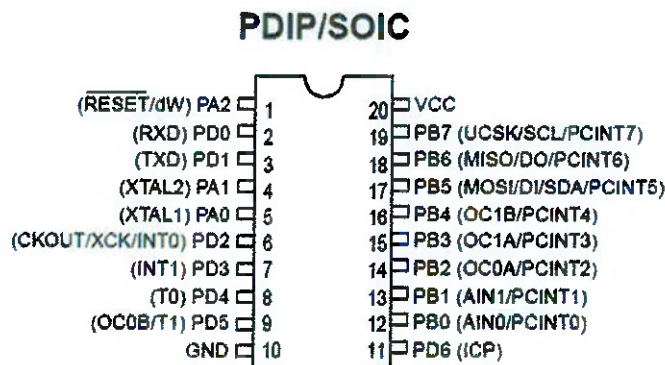 PDIP/SOIC
(RESET/dW) PA2 1 20 VCC
(RXD) PD0 2 19 PB7 (UCSK/SCL/PCINT7)
(TXD) PD1 3 18 PB6 (MISO/DO/PCINT6)
(XTAL2) PA1 4 17 PB5 (MOSI/DI/SDA/PCINT5)
(XTAL1) PA0 5 16 PB4 (OC1B/PCINT4)
(CKOUT/XCK/INT0) PD2 6 15 PB3 (OC1A/PCINT3)
(INT1) PD3 7 14 PB2 (OC0A/PCINT2)
(T0) PD4 8 13 PB1 (AIN1/PCINT1)
(OC0B/T1) PD5 9 12 PB0 (AIN0/PCINT0)
GND 10 11 PD6 (ICP)